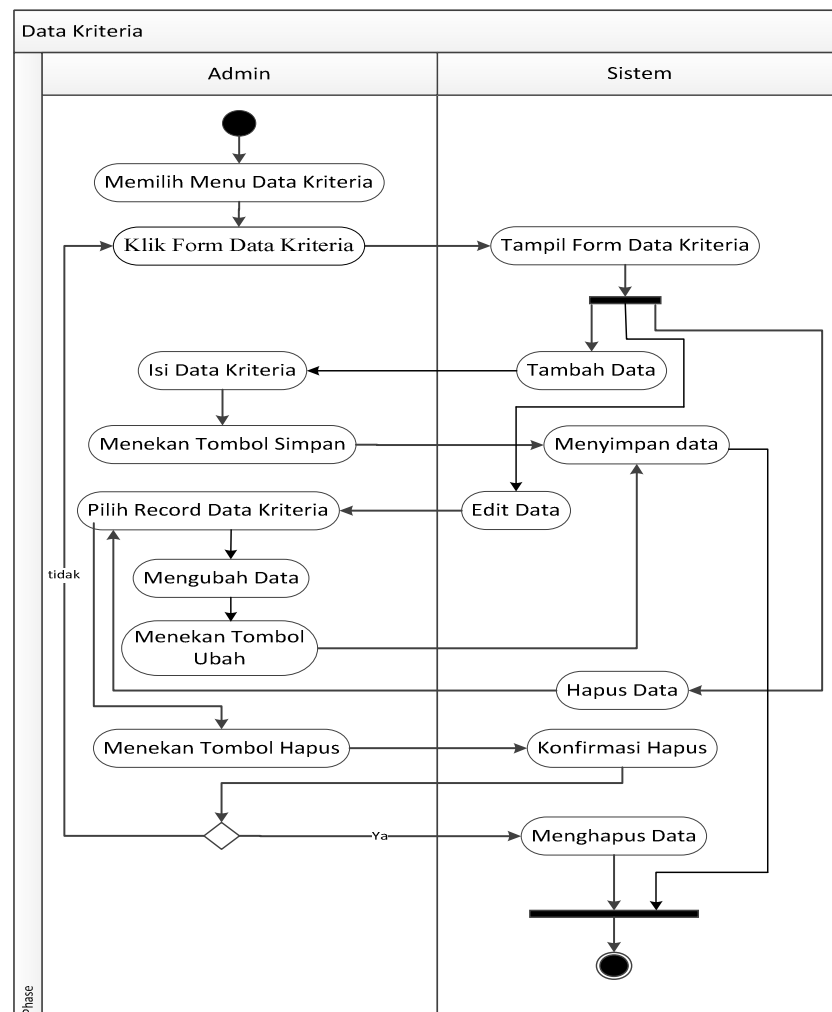 Data Kriteria
Admin
Sistem
Memilih Menu Data Kriteria
Klik Form Data Kriteria
Tampil Form Data Kriteria
Isi Data Kriteria
Tambah Data
Menekan Tombol Simpan
Menyimpan data
Pilih Record Data Kriteria
Edit Data
tidak
Mengubah Data
Menekan Tombol
Ubah
Hapus Data
Menekan Tombol Hapus
Konfirmasi Hapus
Ya
Menghapus Data
Phase